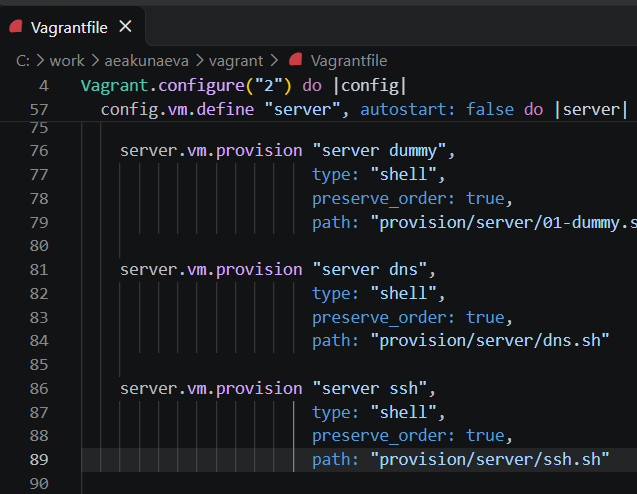 Vagrantfile ×
C: > work > aeakunaeva > vagrant > Vagrantfile
4 Vagrant.configure("2") do |config|
57 config.vm.define "server", autostart: false do |server|
75
76 server.vm.provision "server dummy",
77 type: "shell",
78 preserve_order: true,
79 path: "provision/server/01-dummy.s
80
81 server.vm.provision "server dns",
82 type: "shell",
83 preserve_order: true,
84 path: "provision/server/dns.sh"
85
86 server.vm.provision "server ssh",
87 type: "shell",
88 preserve_order: true,
89 path: "provision/server/ssh.sh"
90